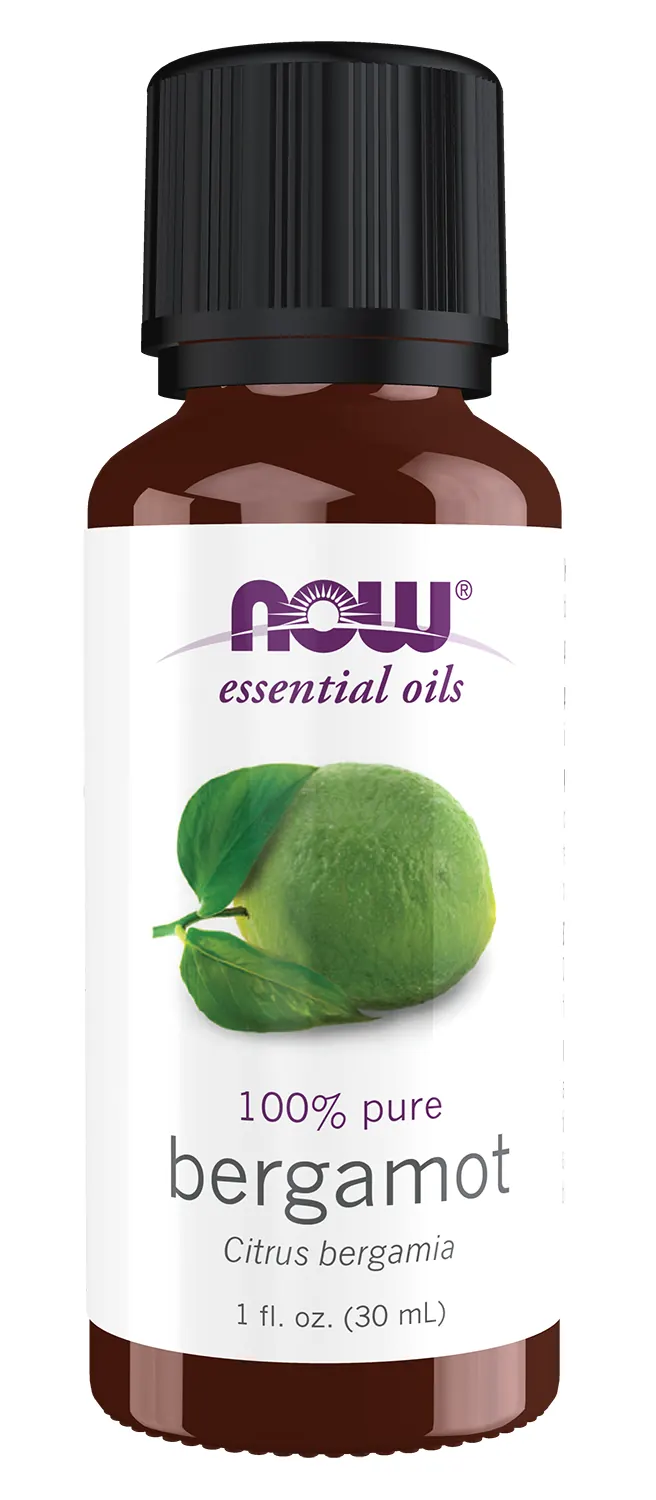 now®
essential oils
100% pure
bergamot
Citrus bergamia
1 fl. oz. (30 mL)